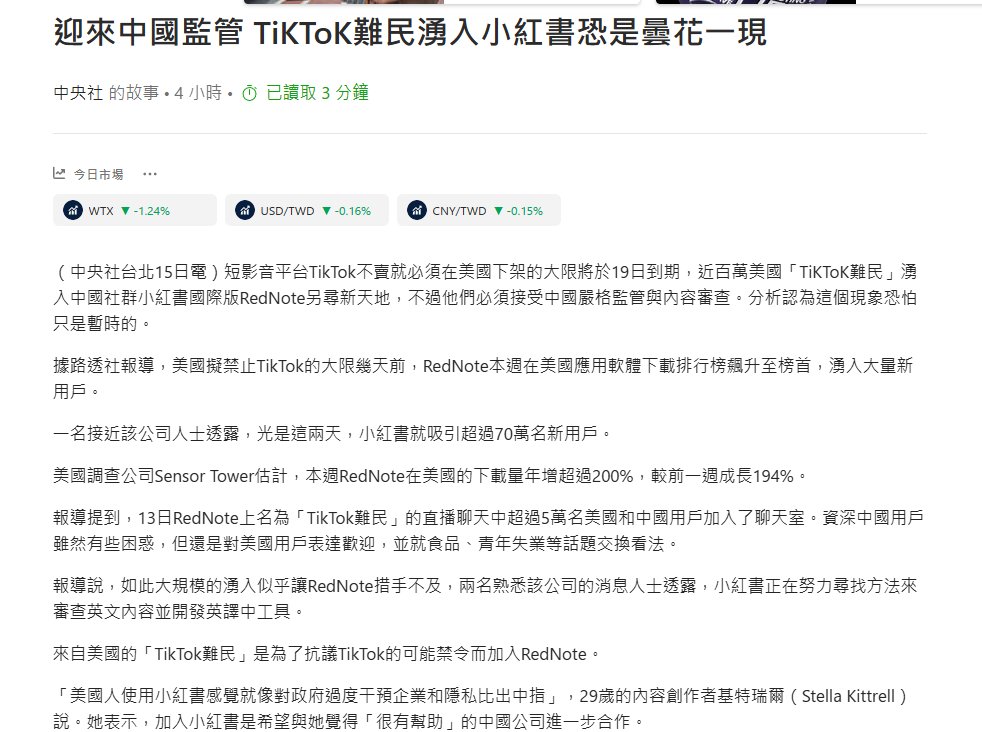 迎來中國監管 TiKToK難民湧入小紅書恐是曇花一現
中央社 的故事 • 4 小時 • 已讀取 3 分鐘
今日市場 ...
WTX ▼ -1.24% USD/TWD ▼ -0.16% CNY/TWD ▼ -0.15%
（中央社台北15日電）短影音平台TikTok不賣就必須在美國下架的大限將於19日到期，近百萬美國「TiKToK難民」湧
入中國社群小紅書國際版RedNote另尋新天地，不過他們必須接受中國嚴格監管與內容審查。分析認為這個現象恐怕
只是暫時的。
據路透社報導，美國擬禁止TikTok的大限幾天前，RedNote本週在美國應用軟體下載排行榜飆升至榜首，湧入大量新
用戶。
一名接近該公司人士透露，光是這兩天，小紅書就吸引超過70萬名新用戶。
美國調查公司Sensor Tower估計，本週RedNote在美國的下載量年增超過200%，較前一週成長194%。
報導提到，13日RedNote上名為「TikTok難民」的直播聊天中超過5萬名美國和中國用戶加入了聊天室。資深中國用戶
雖然有些困惑，但還是對美國用戶表達歡迎，並就食品、青年失業等話題交換看法。
報導說，如此大規模的湧入似乎讓RedNote措手不及，兩名熟悉該公司的消息人士透露，小紅書正在努力尋找方法來
審查英文內容並開發英譯中工具。
來自美國的「TikTok難民」是為了抗議TikTok的可能禁令而加入RedNote。
「美國人使用小紅書感覺就像對政府過度干預企業和隱私比出中指」，29歲的內容創作者基特瑞爾（Stella Kittrell）
說。她表示，加入小紅書是希望與她覺得「很有幫助」的中國公司進一步合作。